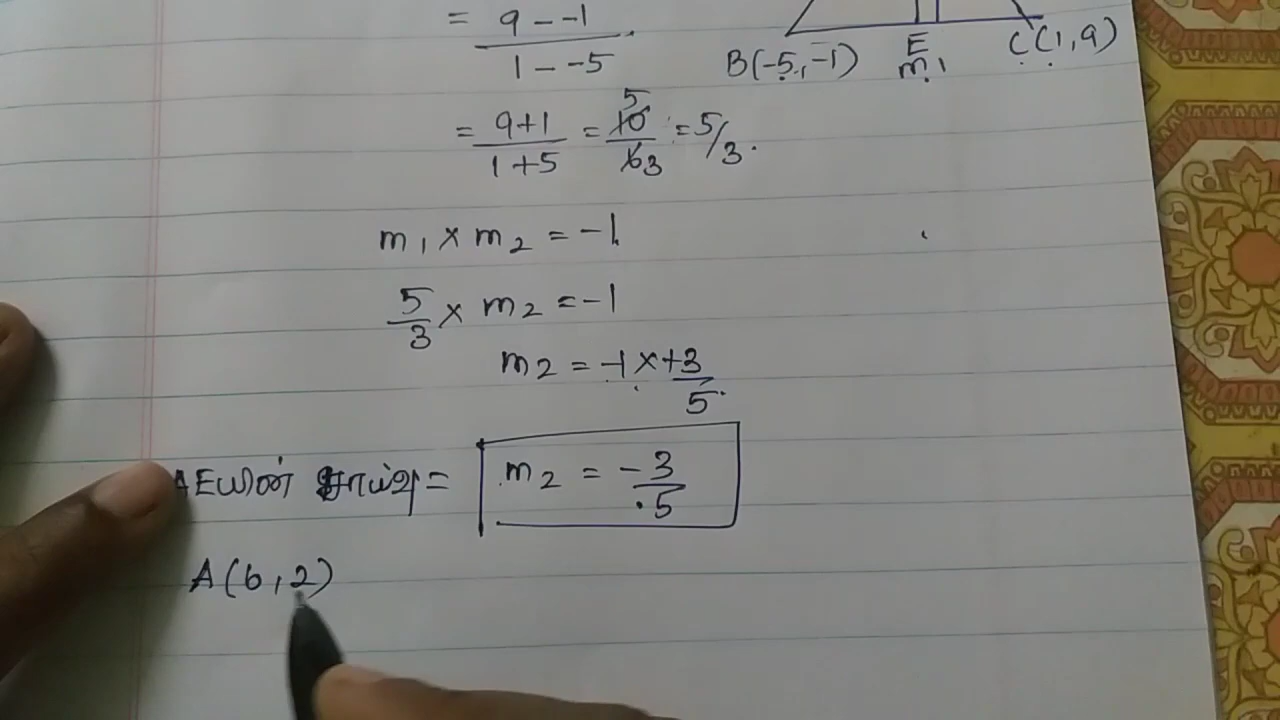 = 9 - -1 / 1 - -5
B(-5,-1) E m1 C(1,9)
= 9+1 / 1+5 = 10 5 / 6 3 = 5/3.
m1 × m2 = -1
5/3 × m2 = -1
m2 = -1 × +3/5
AEயின் சாய்வு = m2 = -3/5
A(6,2)